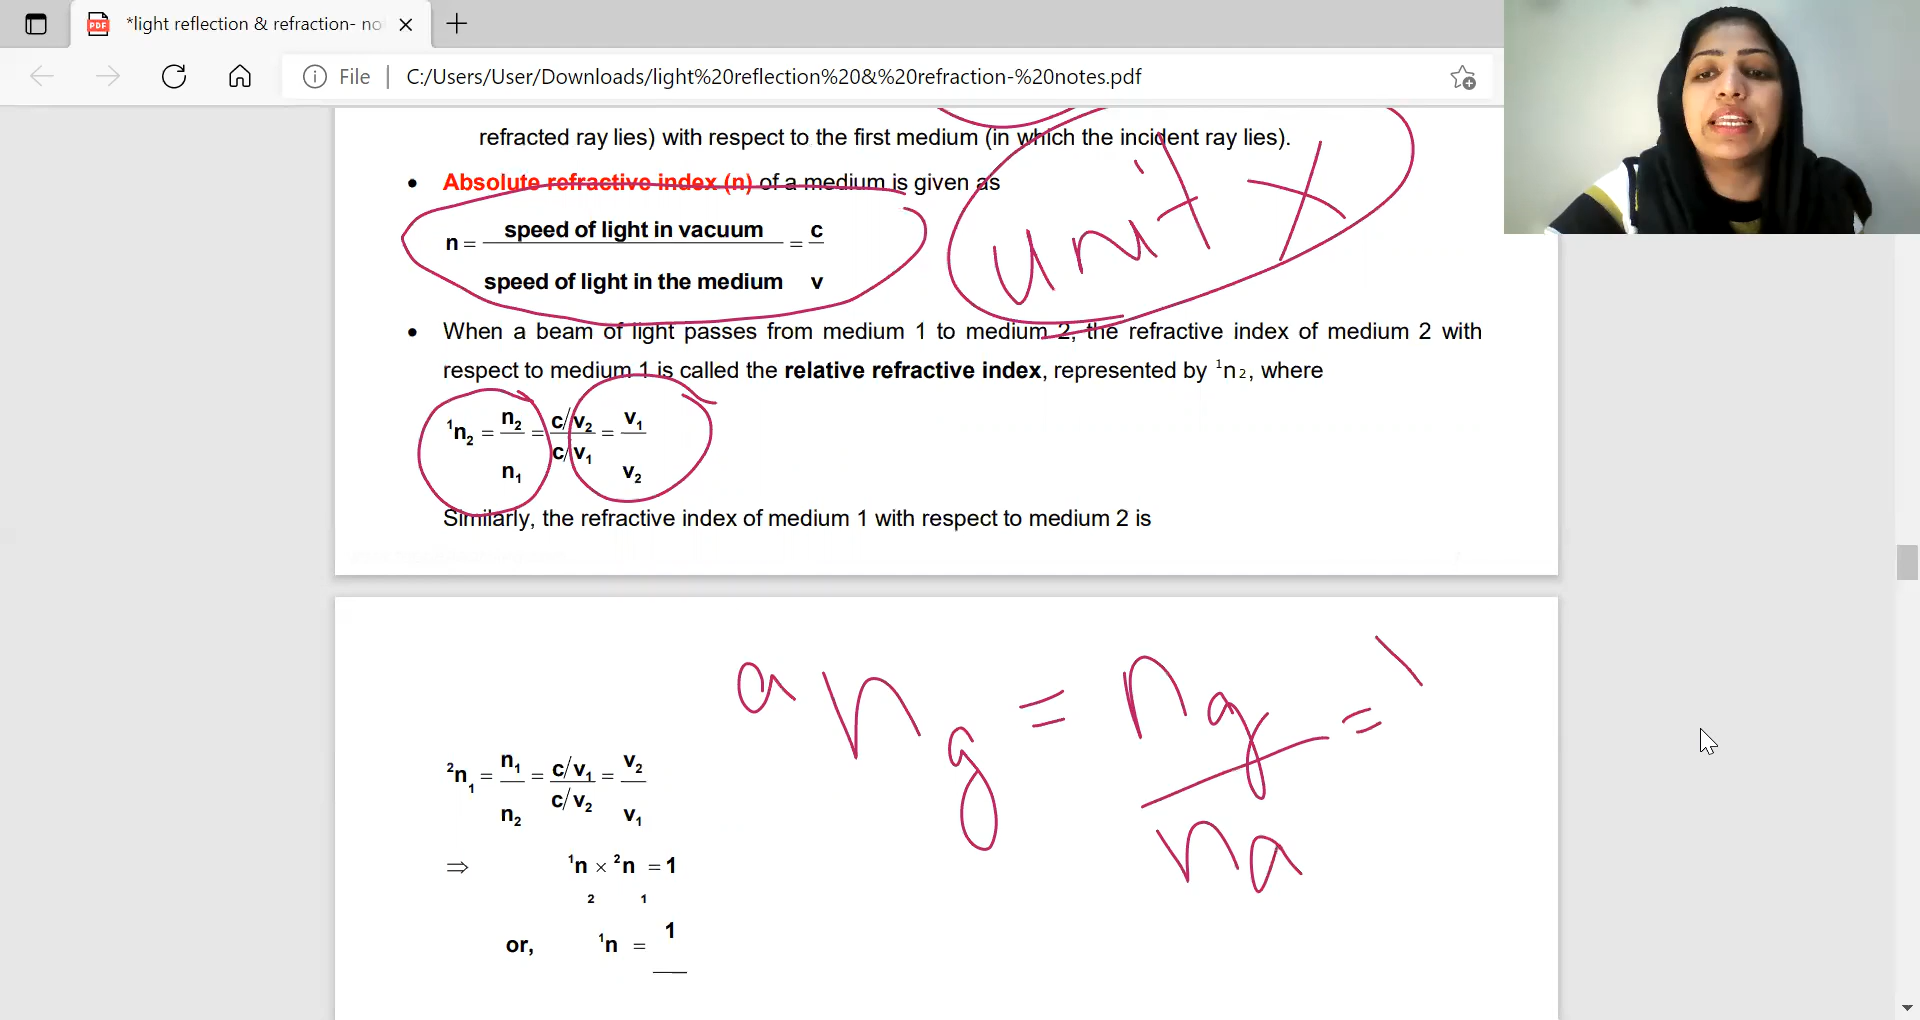 *light reflection & refraction- no
File | C:/Users/User/Downloads/light%20reflection%20&%20refraction-%20notes.pdf
refracted ray lies) with respect to the first medium (in which the incident ray lies).
• Absolute refractive index (n) of a medium is given as
n = speed of light in vacuum / speed of light in the medium = c / v
unit X
• When a beam of light passes from medium 1 to medium 2, the refractive index of medium 2 with
respect to medium 1 is called the relative refractive index, represented by ¹n₂, where
¹n₂ = n₂ / n₁ = c/v₂ / c/v₁ = v₁ / v₂
Similarly, the refractive index of medium 1 with respect to medium 2 is
a n g = n g / n a =
²n₁ = n₁ / n₂ = c/v₁ / c/v₂ = v₂ / v₁
⇒ ¹n₂ × ²n₁ = 1
or, ¹n = 1